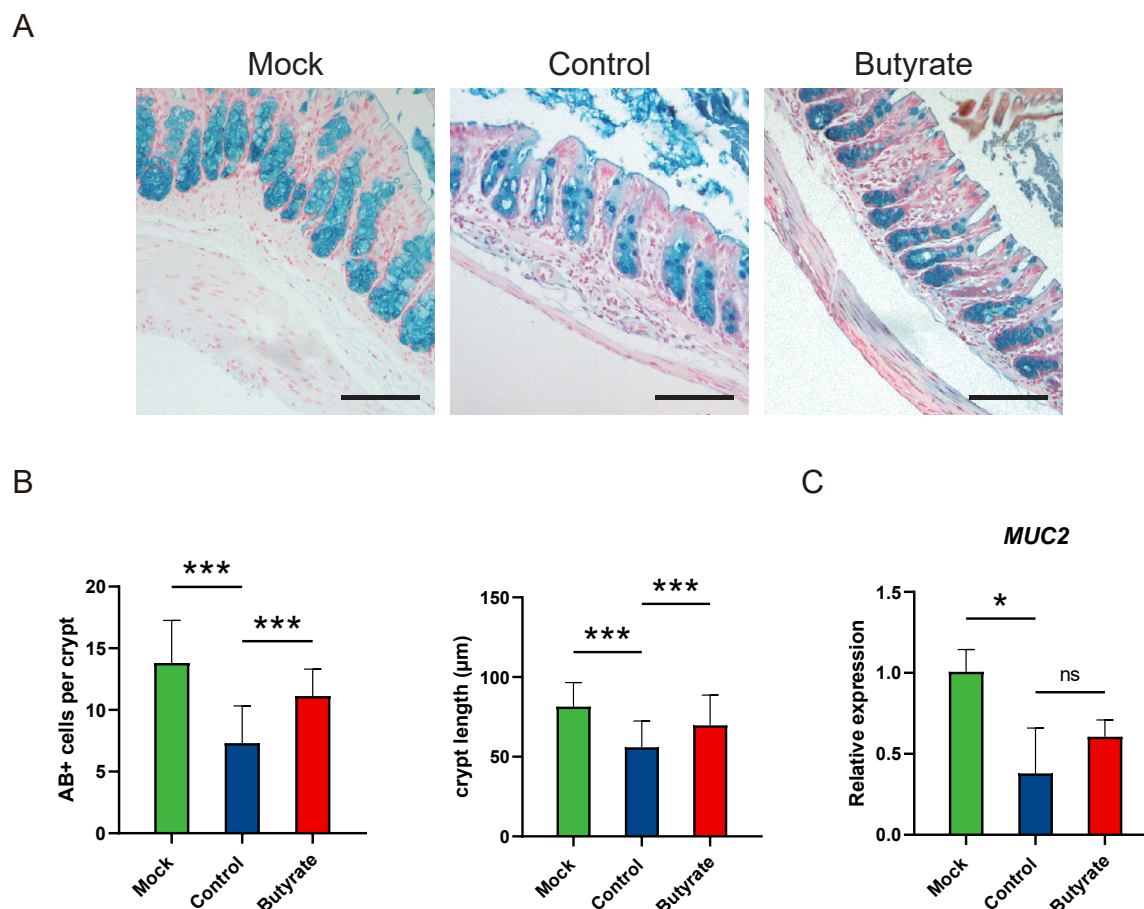 A
Mock Control Butyrate
B
C
AB+ cells per crypt
20
15
10
5
0
***
***
Mock
Control
Butyrate
crypt length (µm)
150
100
50
0
***
***
Mock
Control
Butyrate
MUC2
Relative expression
1.5
1.0
0.5
0.0
*
ns
Mock
Control
Butyrate